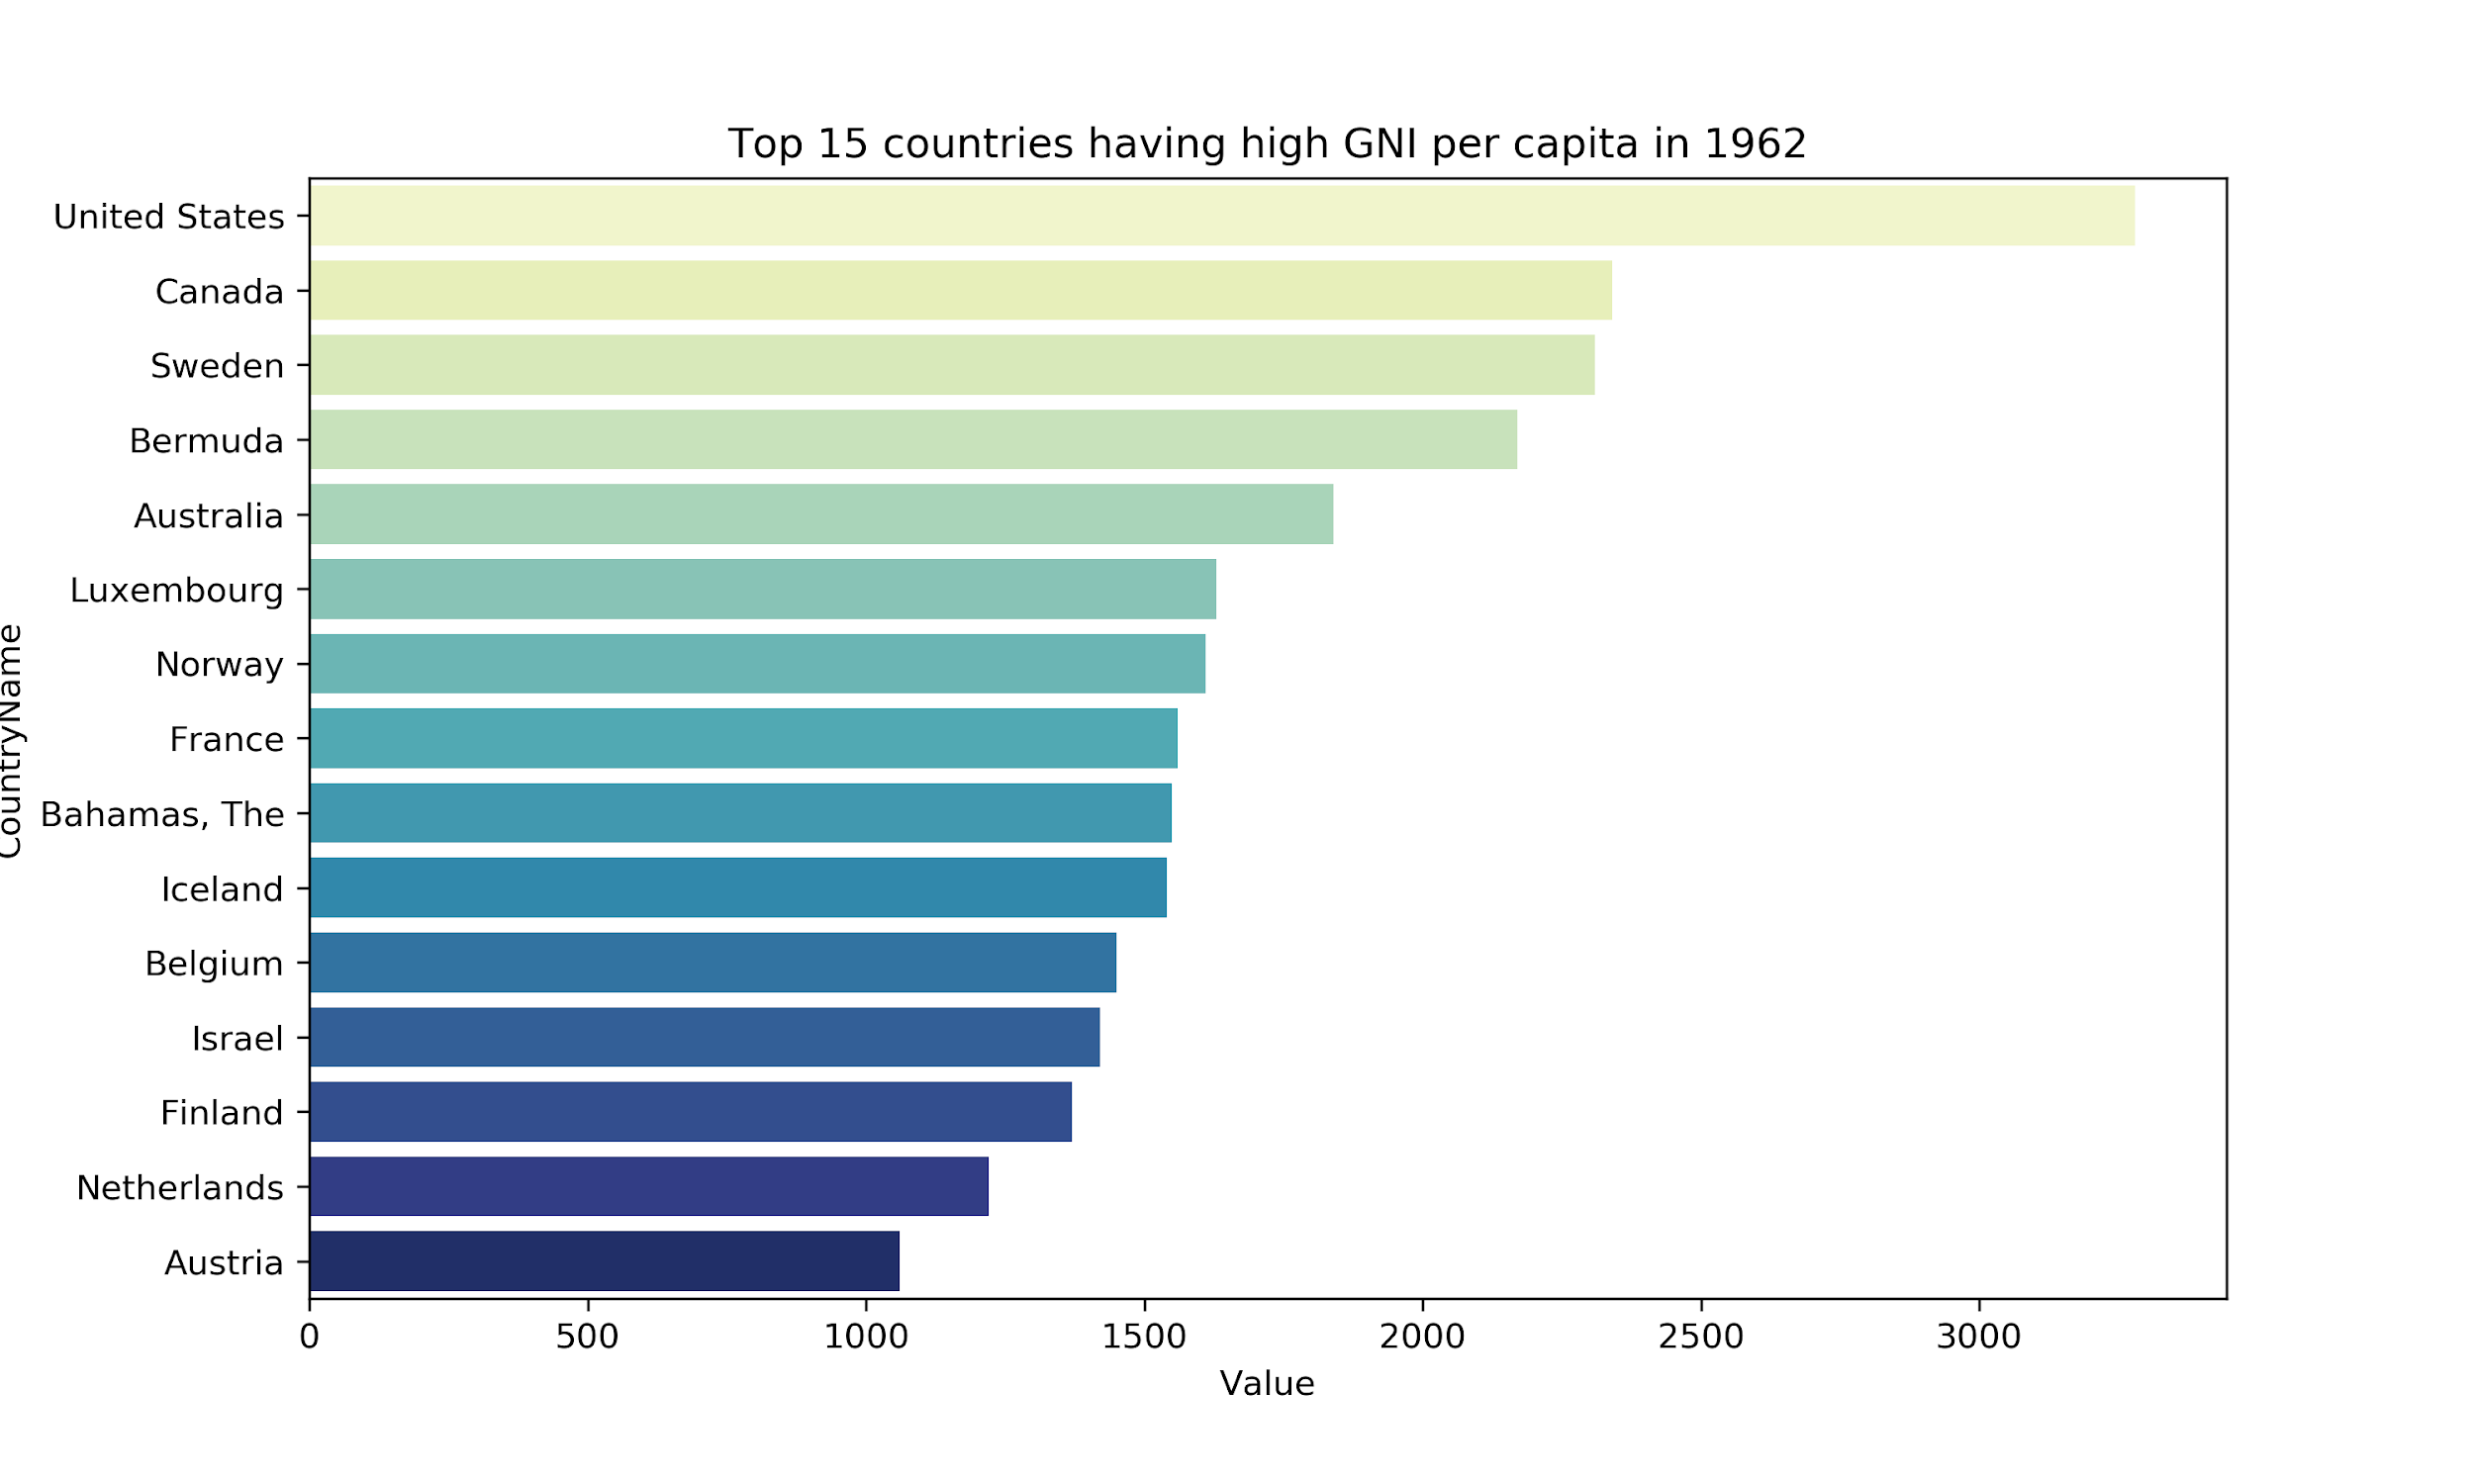 Top 15 countries having high GNI per capita in 1962
United States
Canada
Sweden
Bermuda
Australia
Luxembourg
Norway
France
Bahamas, The
Iceland
Belgium
Israel
Finland
Netherlands
Austria
CountryName
0 500 1000 1500 2000 2500 3000
Value